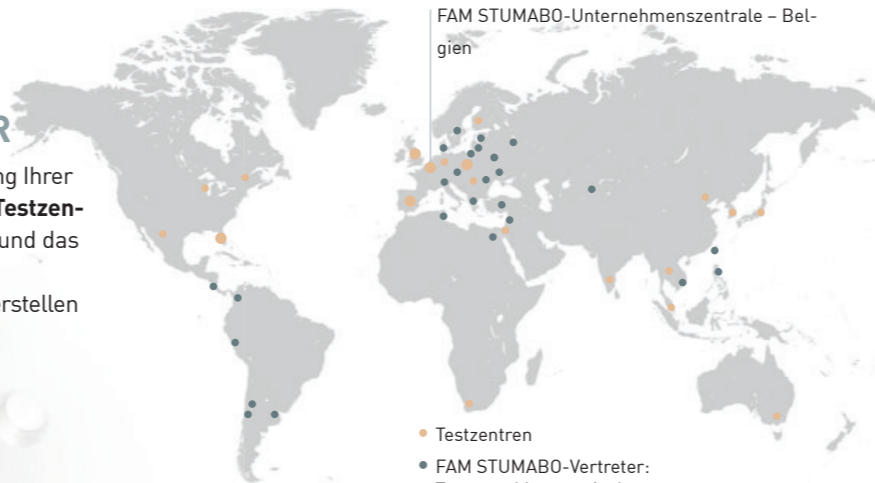 FAM STUMABO-Unternehmenszentrale – Bel-
gien
R
ng Ihrer
Testzen-
und das
erstellen
Testzentren
FAM STUMABO-Vertreter: